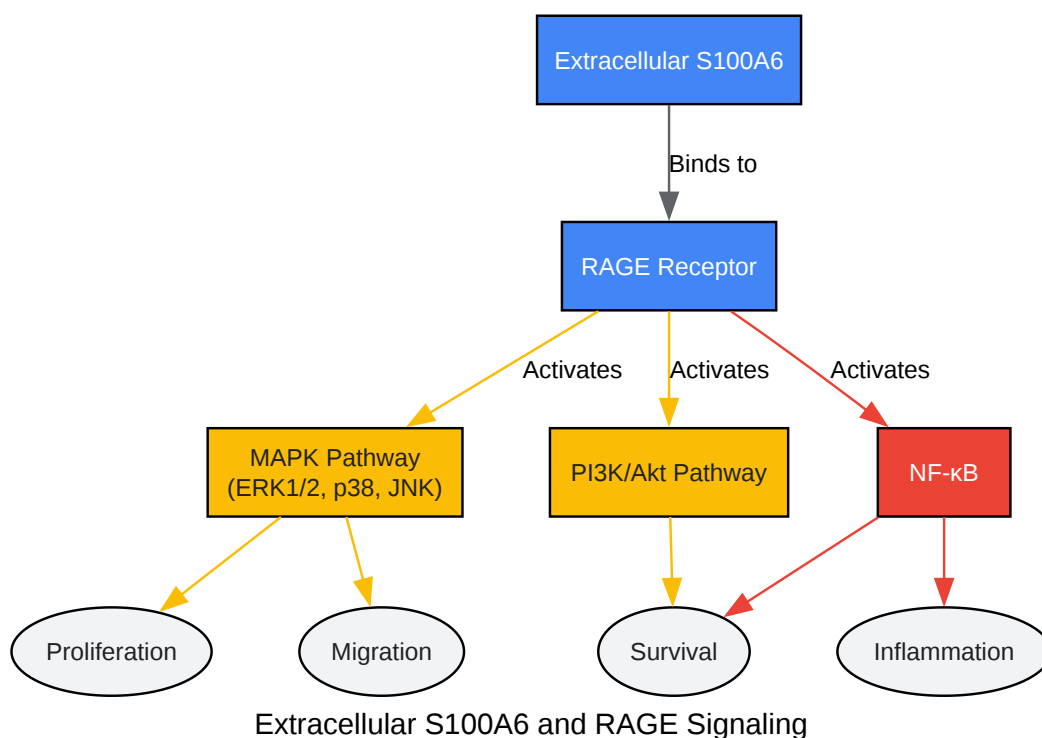 Extracellular S100A6
Binds to
RAGE Receptor
Activates
Activates
Activates
MAPK Pathway
(ERK1/2, p38, JNK)
PI3K/Akt Pathway
NF-κB
Proliferation
Migration
Survival
Inflammation
Extracellular S100A6 and RAGE Signaling